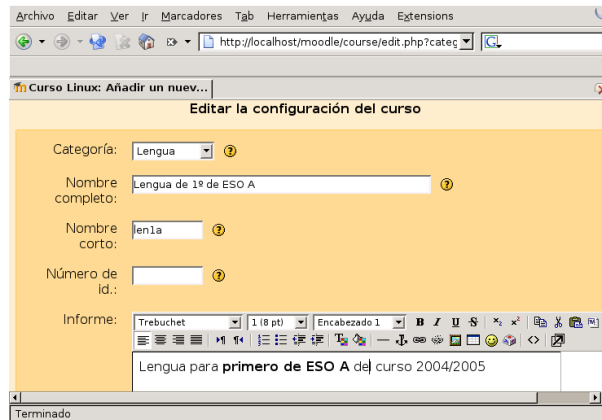 Archivo Editar Ver Ir Marcadores Tab Herramientas Ayuda Extensions
http://localhost/moodle/course/edit.php?categ
Curso Linux: Añadir un nuev...
Editar la configuración del curso
Categoría: Lengua
Nombre completo: Lengua de 1º de ESO A
Nombre corto: len1a
Número de id.:
Informe: Trebuchet 1 (8 pt) Encabezado 1 B I U S x₂ x²
Lengua para primero de ESO A del curso 2004/2005
Terminado